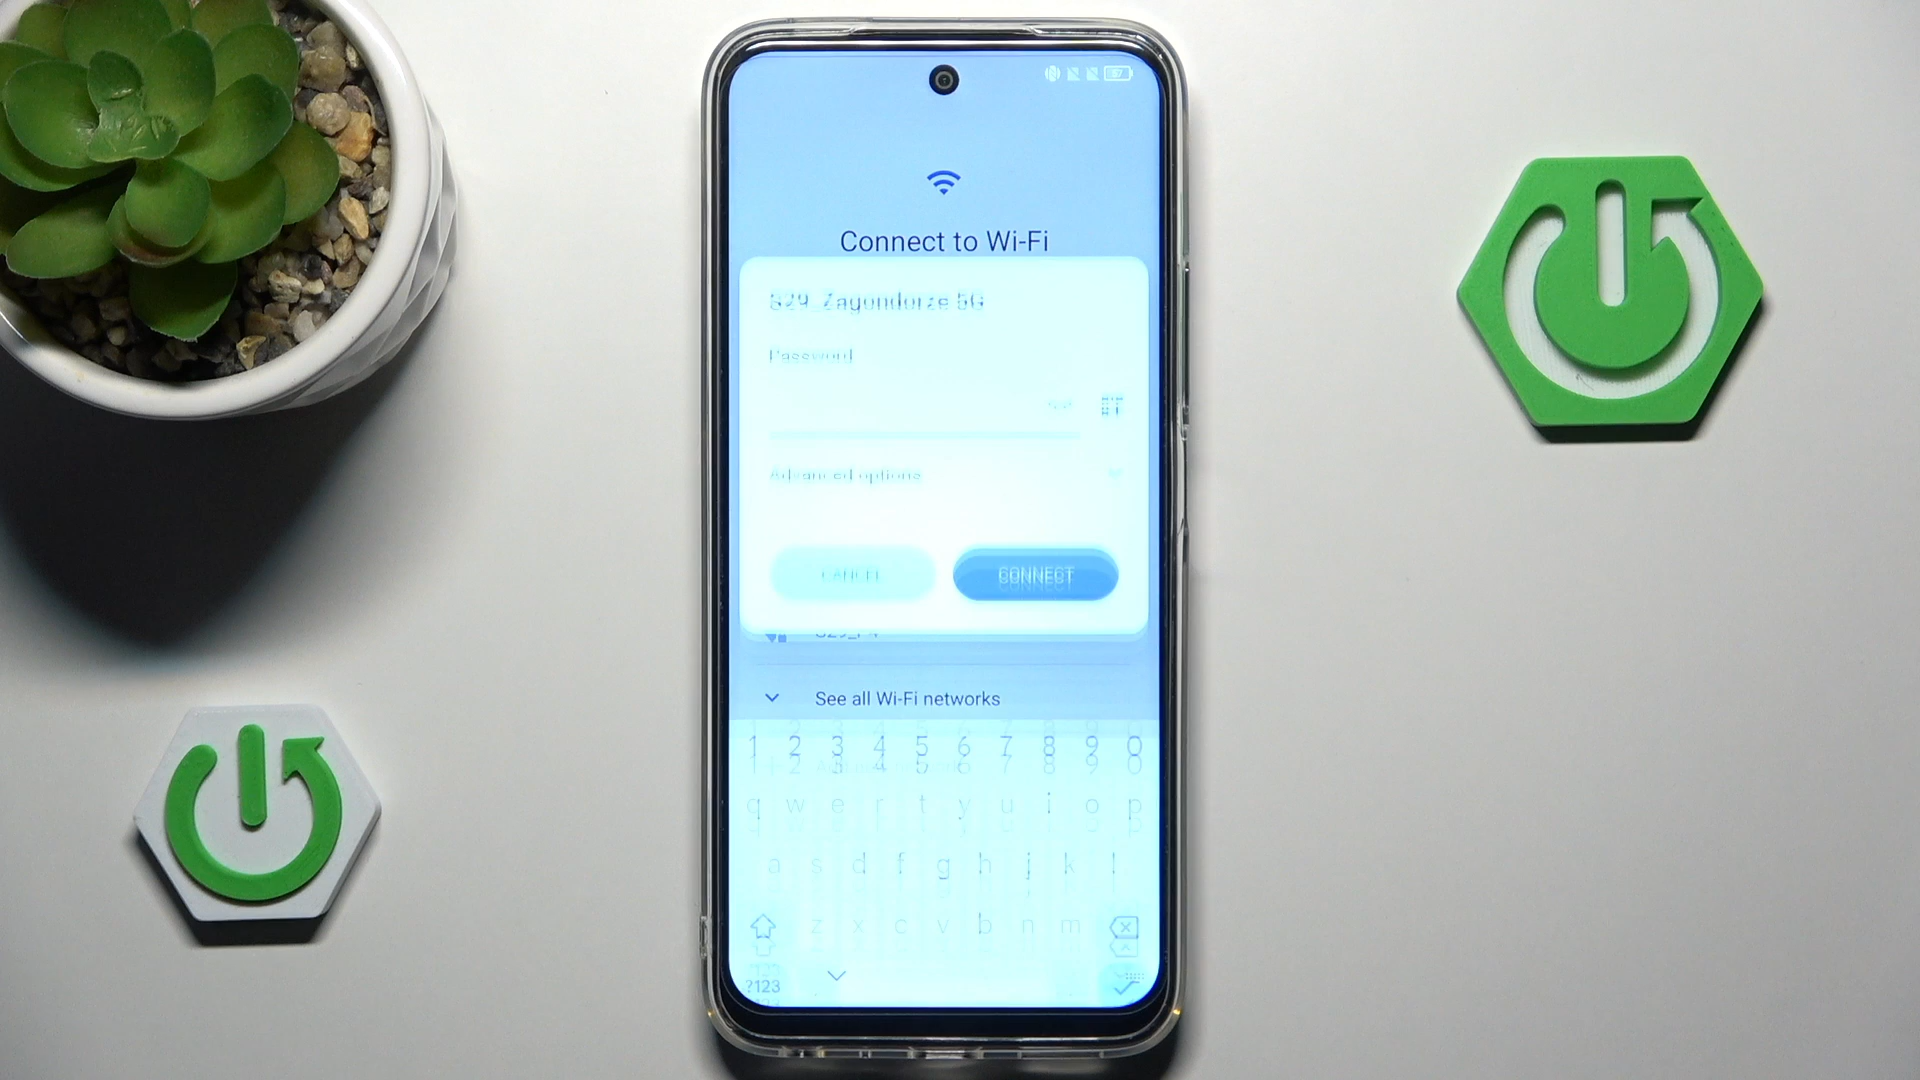 Connect to Wi-Fi
Password
Advanced options
CANCEL
CONNECT
See all Wi-Fi networks
1 2 3 4 5 6 7 8 9 0
q w e r t y u i o p
a s d f g h j k l
z x c v b n m
?123